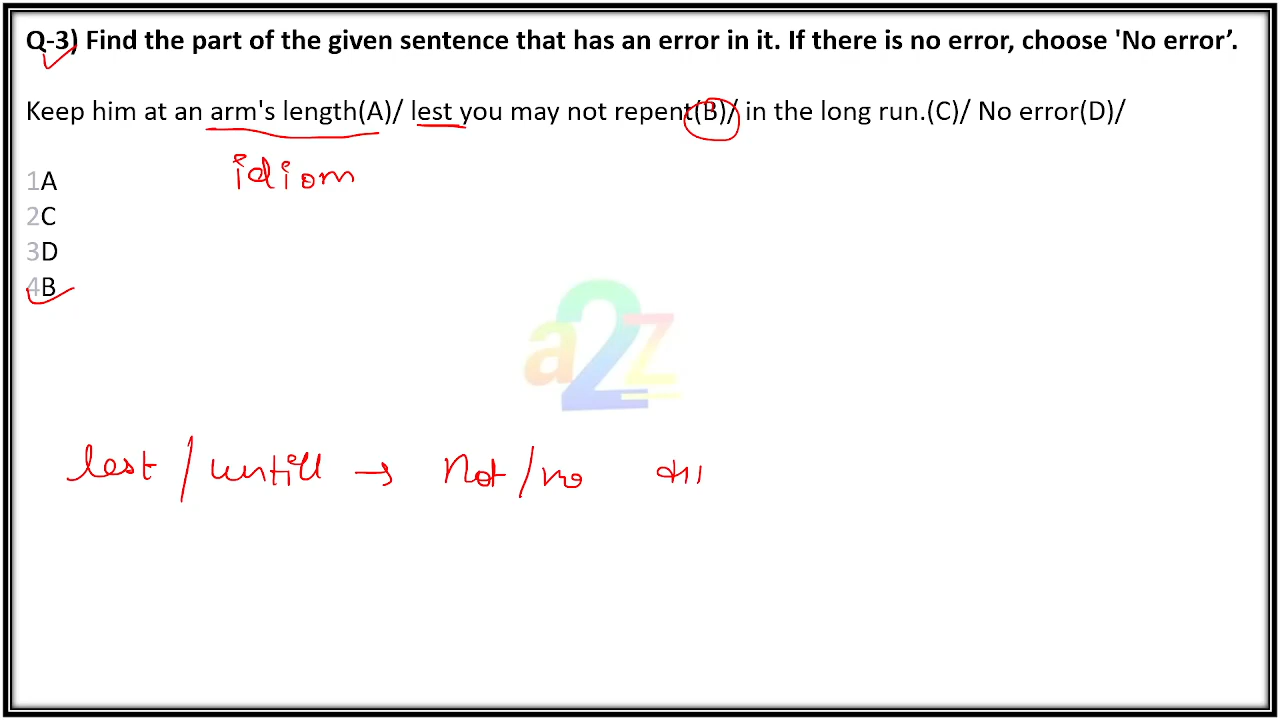 Q-3) Find the part of the given sentence that has an error in it. If there is no error, choose 'No error’.
Keep him at an arm's length(A)/ lest you may not repent(B)/ in the long run.(C)/ No error(D)/
idiom
1A
2C
3D
4B
a2z
lest / untill → Not/no